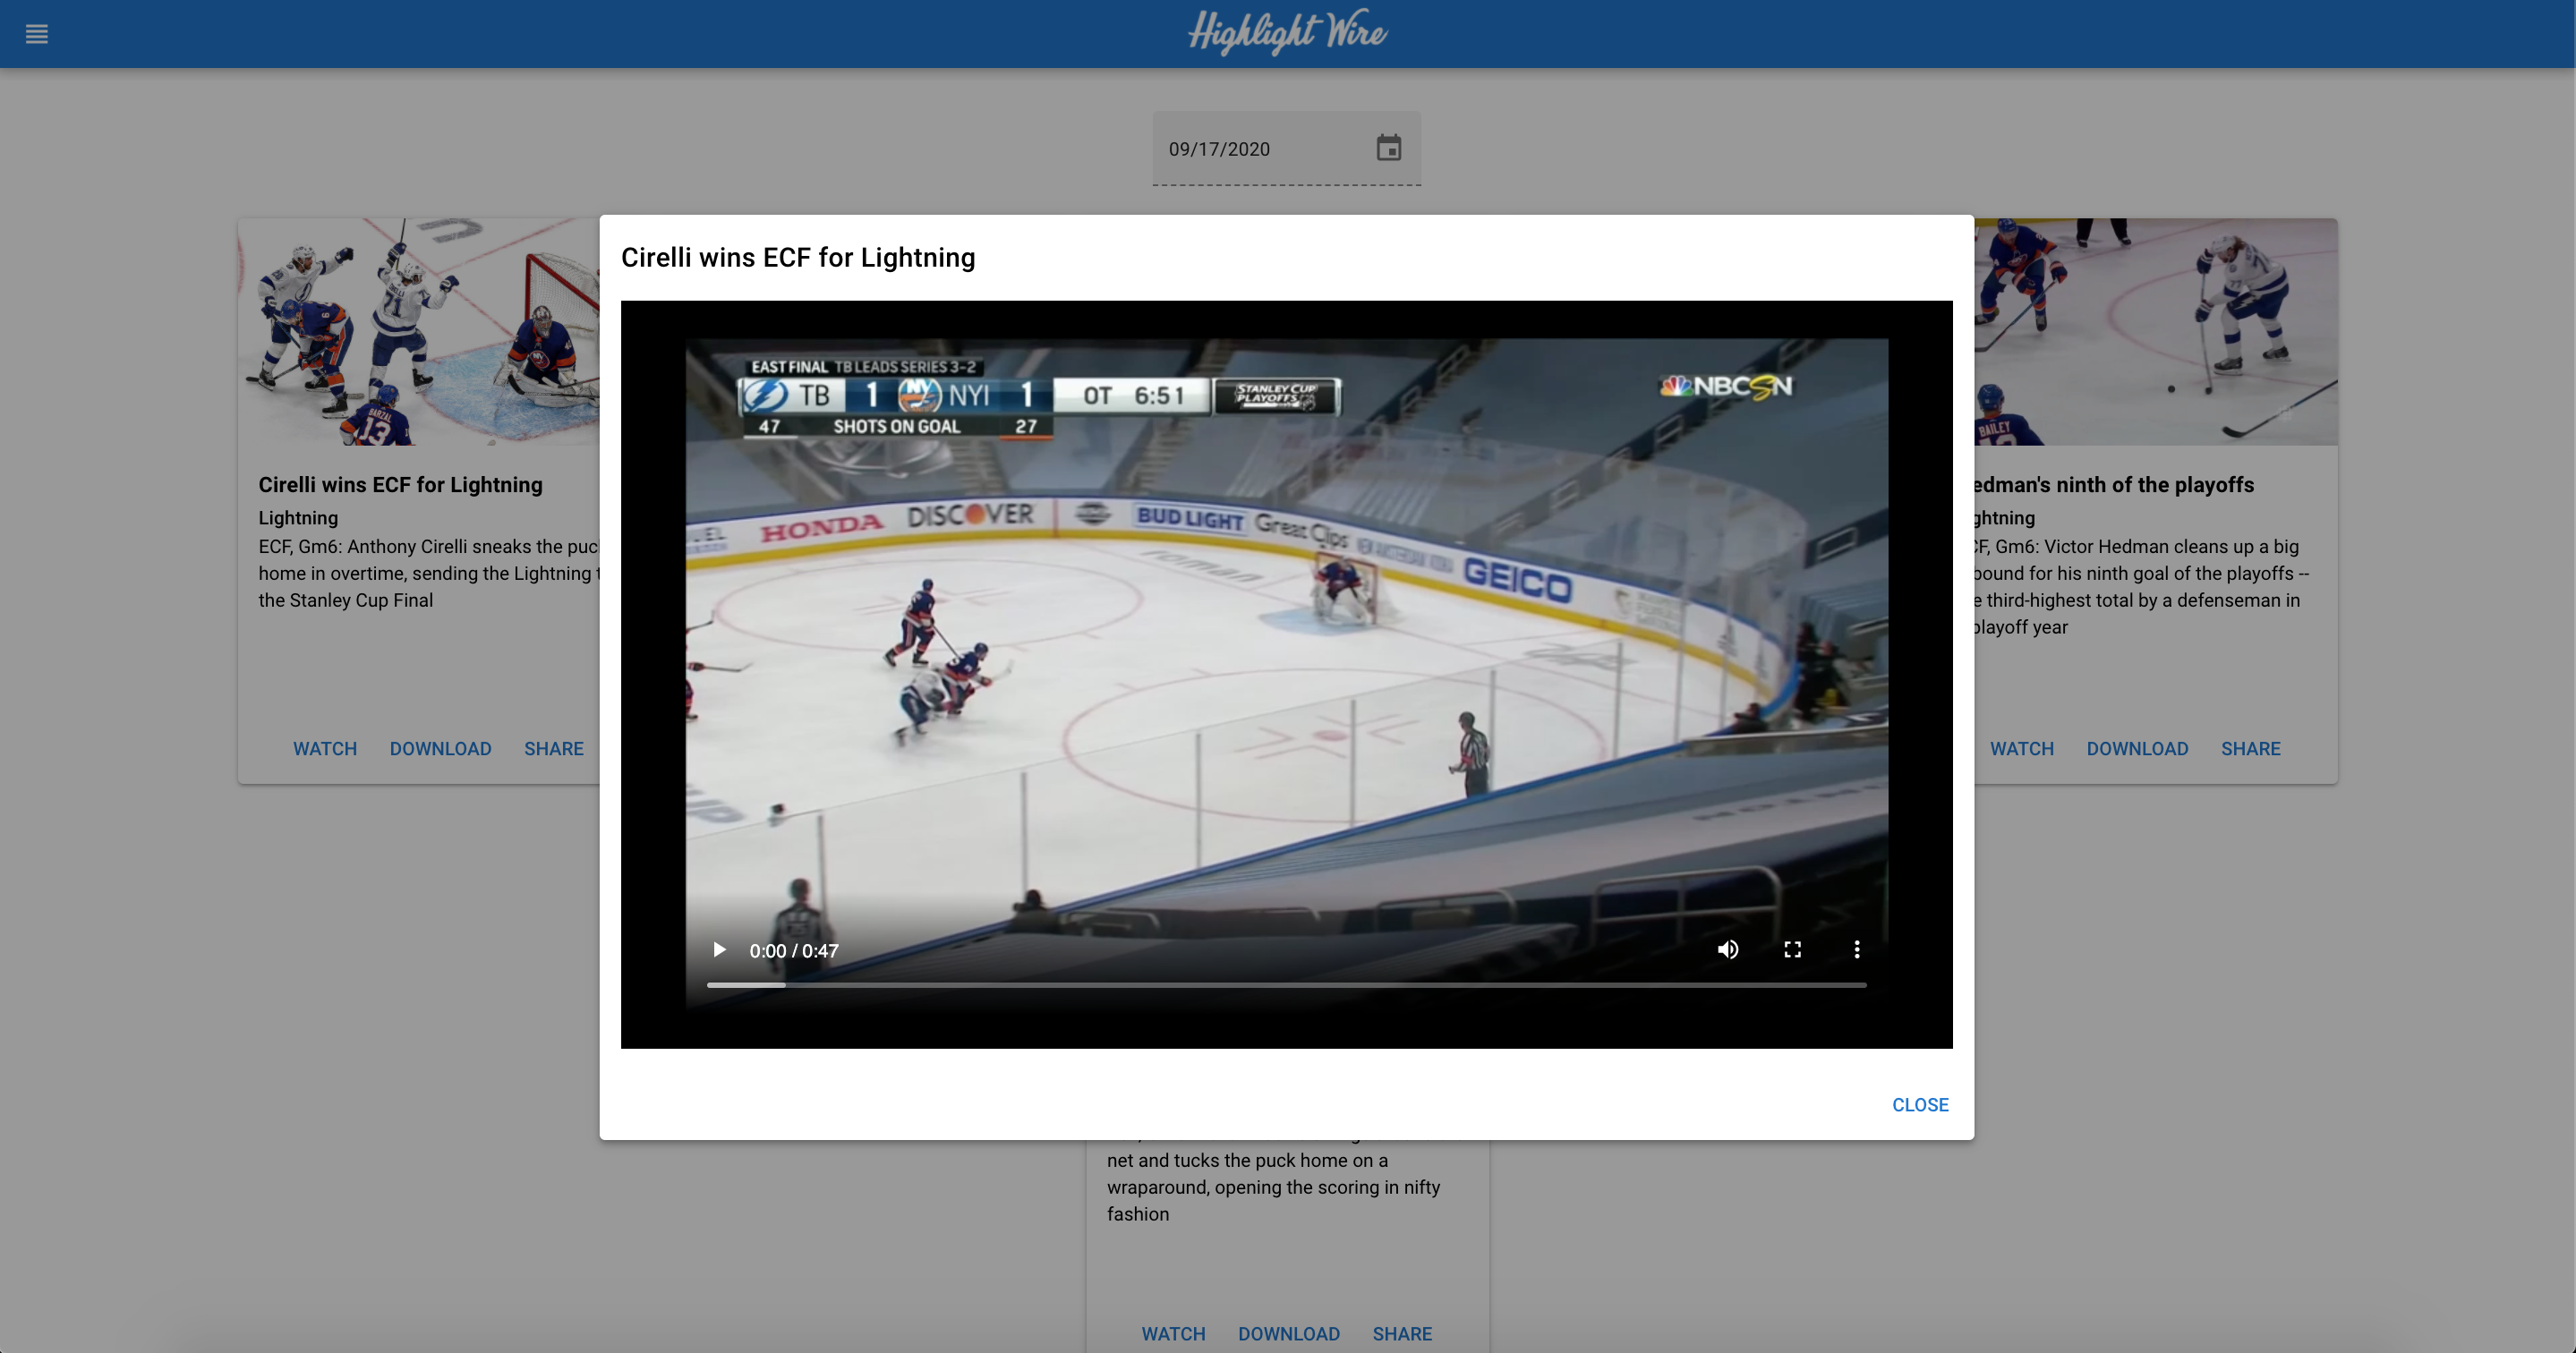 Highlight Wire
09/17/2020
Cirelli wins ECF for Lightning
EAST FINAL TB LEADS SERIES 3-2
TB 1 NY NYI 1 OT 6:51 STANLEY CUP PLAYOFFS
47 SHOTS ON GOAL 27
NBCSN
HONDA DISCOVER BUD LIGHT Great Clips GEICO
roman
0:00 / 0:47
CLOSE
BARZAL
13
Cirelli wins ECF for Lightning
Lightning
ECF, Gm6: Anthony Cirelli sneaks the puc
home in overtime, sending the Lightning t
the Stanley Cup Final
WATCH DOWNLOAD SHARE
BAILEY
edman's ninth of the playoffs
ghtning
CF, Gm6: Victor Hedman cleans up a big
bound for his ninth goal of the playoffs --
e third-highest total by a defenseman in
playoff year
WATCH DOWNLOAD SHARE
net and tucks the puck home on a
wraparound, opening the scoring in nifty
fashion
WATCH DOWNLOAD SHARE